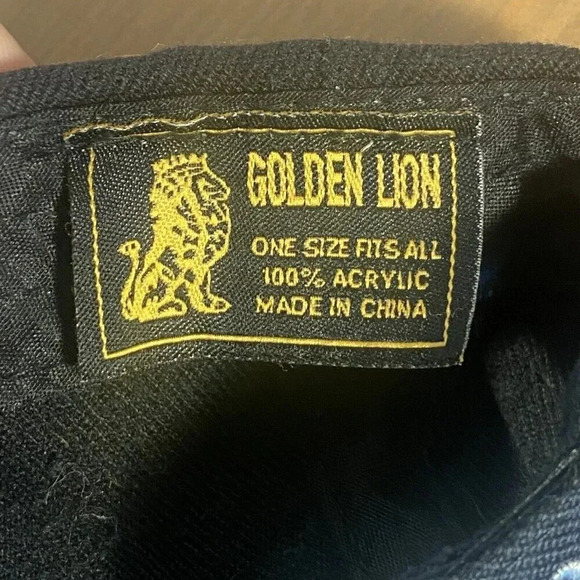 GOLDEN LION
ONE SIZE FITS ALL
100% ACRYLIC
MADE IN CHINA